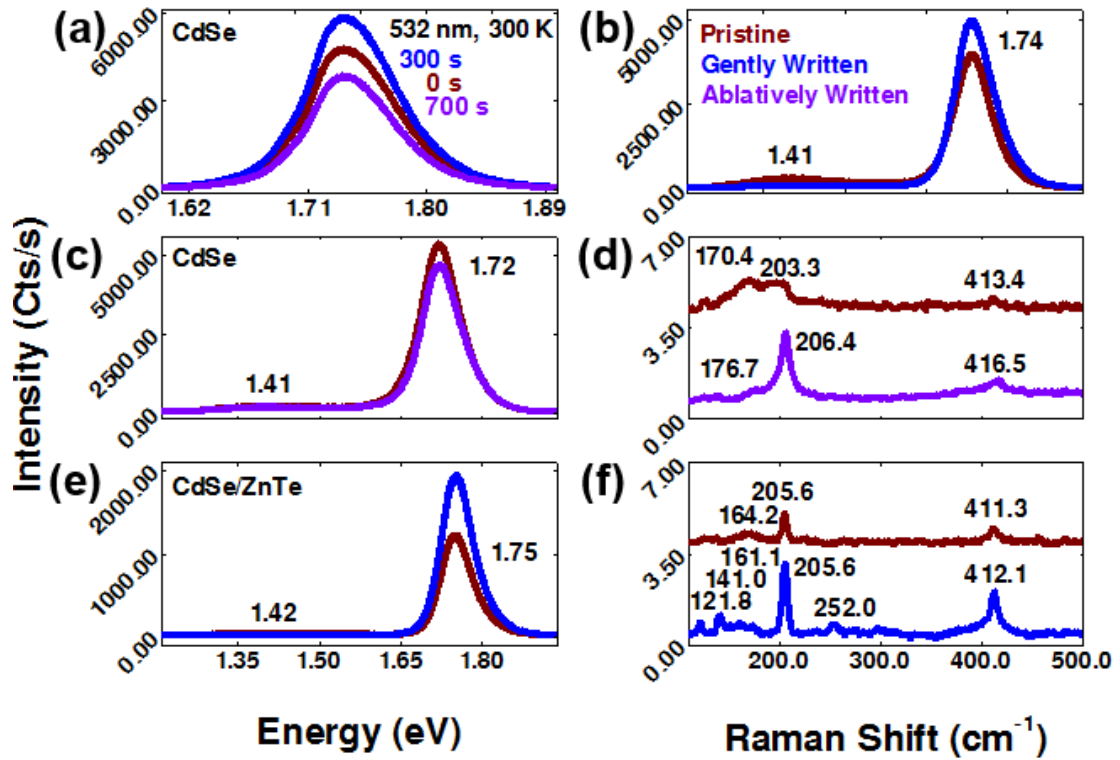 (a) CdSe 532 nm, 300 K
300 s
0 s
700 s
6000.00
3000.00
0.00
1.62 1.71 1.80 1.89
(b) Pristine 1.74
Gently Written
Ablatively Written
1.41
5000.00
2500.00
0.00
(c) CdSe
1.72
1.41
5000.00
2500.00
0.00
(d) 170.4 203.3 413.4
206.4
176.7 416.5
7.00
3.50
0.00
(e) CdSe/ZnTe
1.75
1.42
2000.00
1000.00
0.00
1.35 1.50 1.65 1.80
(f) 205.6
164.2 411.3
161.1 205.6
141.0 412.1
121.8 252.0
7.00
3.50
0.00
200.0 300.0 400.0 500.0
Intensity (Cts/s)
Energy (eV)
Raman Shift (cm⁻¹)